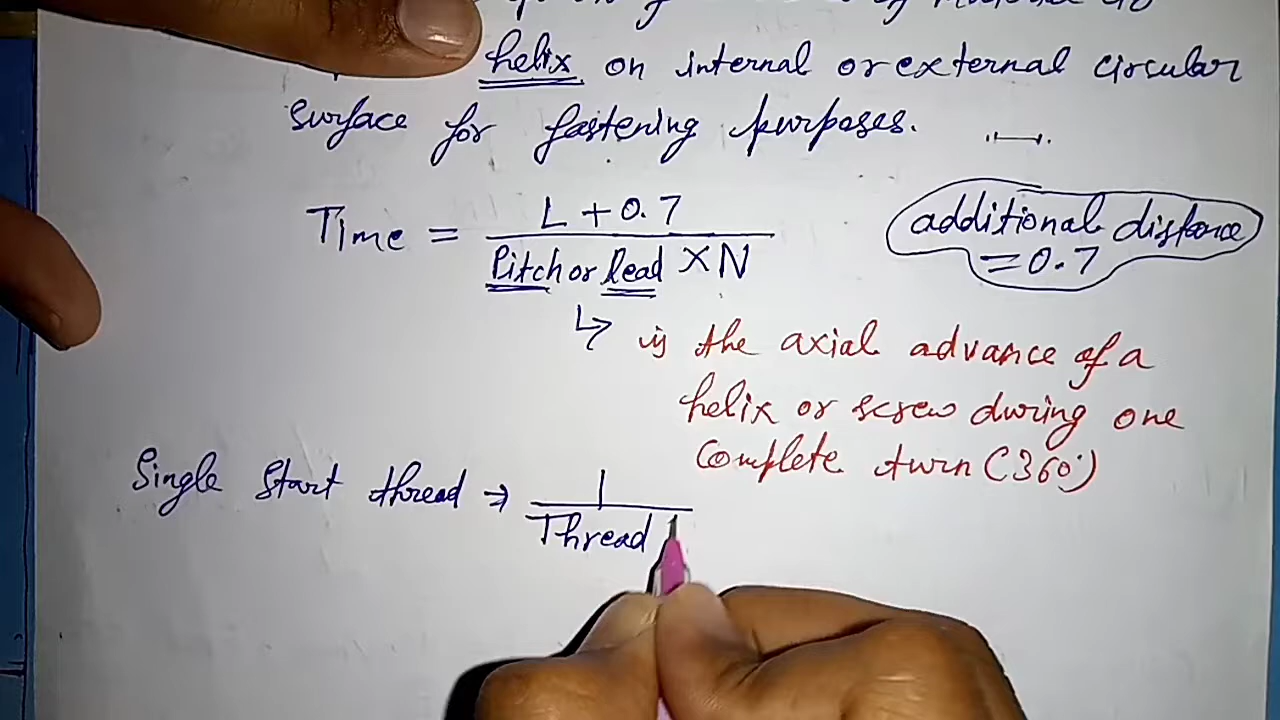 helix on internal or external circular
surface for fastening purposes.
Time = L + 0.7
Pitch or lead × N
additional distance
= 0.7
↳ is the axial advance of a
helix or screw during one
Complete turn (360°)
Single Start thread → 1
Thread